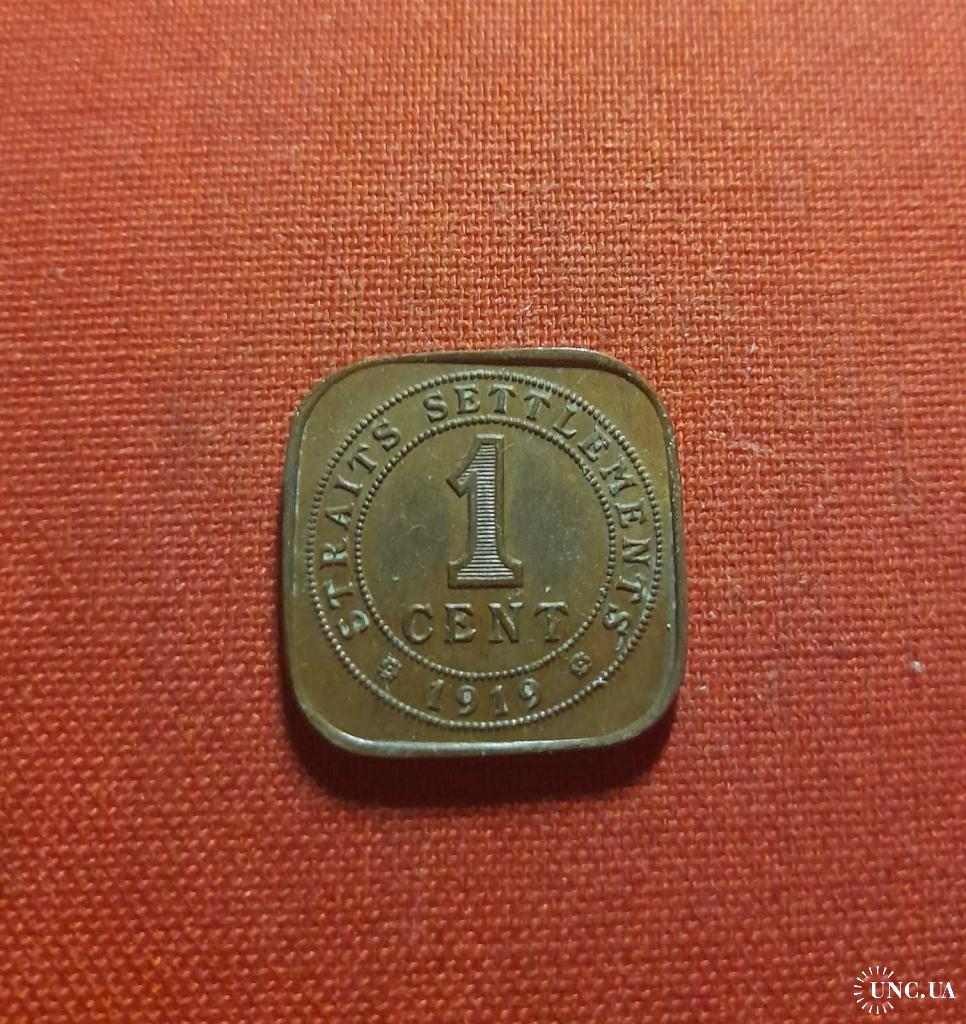 STRAITS SETTLEMENTS
1
CENT
1919
UNC.UA